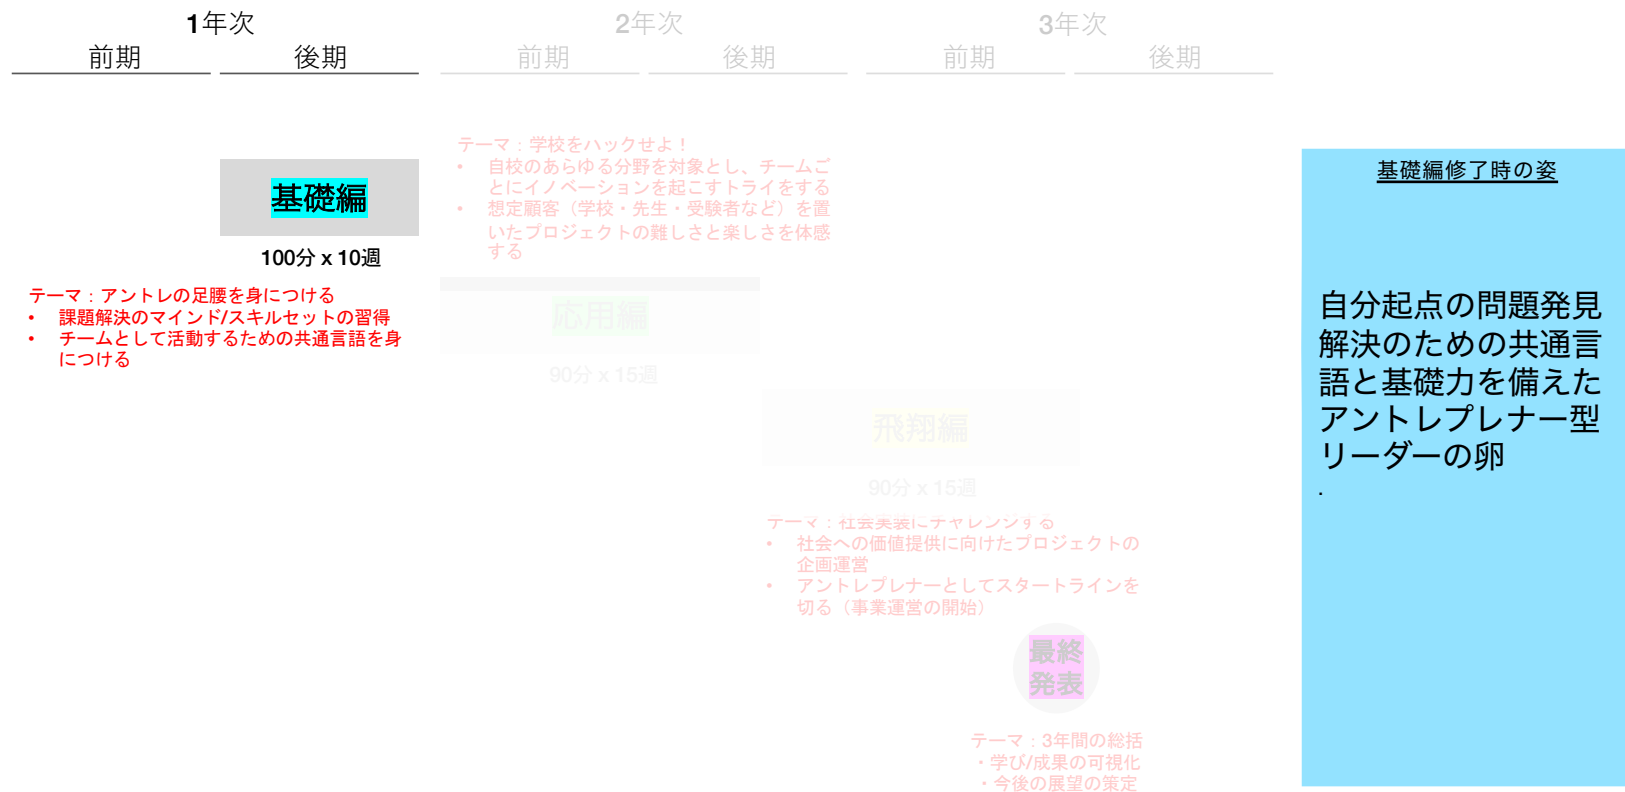 1年次
前期
後期
2年次
前期
後期
3年次
前期
後期
基礎編
100分 x 10週
テーマ：アントレの足腰を身につける
• 課題解決のマインド/スキルセットの習得
• チームとして活動するための共通言語を身
につける
テーマ：学校をハックせよ！
• 自校のあらゆる分野を対象とし、チームご
とにイノベーションを起こすトライをする
• 想定顧客（学校・先生・受験者など）を置
いたプロジェクトの難しさと楽しさを体感
する
応用編
90分 x 15週
飛翔編
90分 x 15週
テーマ：社会実装にチャレンジする
• 社会への価値提供に向けたプロジェクトの
企画運営
• アントレプレナーとしてスタートラインを
切る（事業運営の開始）
最終
発表
テーマ：3年間の総括
・学び/成果の可視化
・今後の展望の策定
基礎編修了時の姿
自分起点の問題発見
解決のための共通言
語と基礎力を備えた
アントレプレナー型
リーダーの卵
.